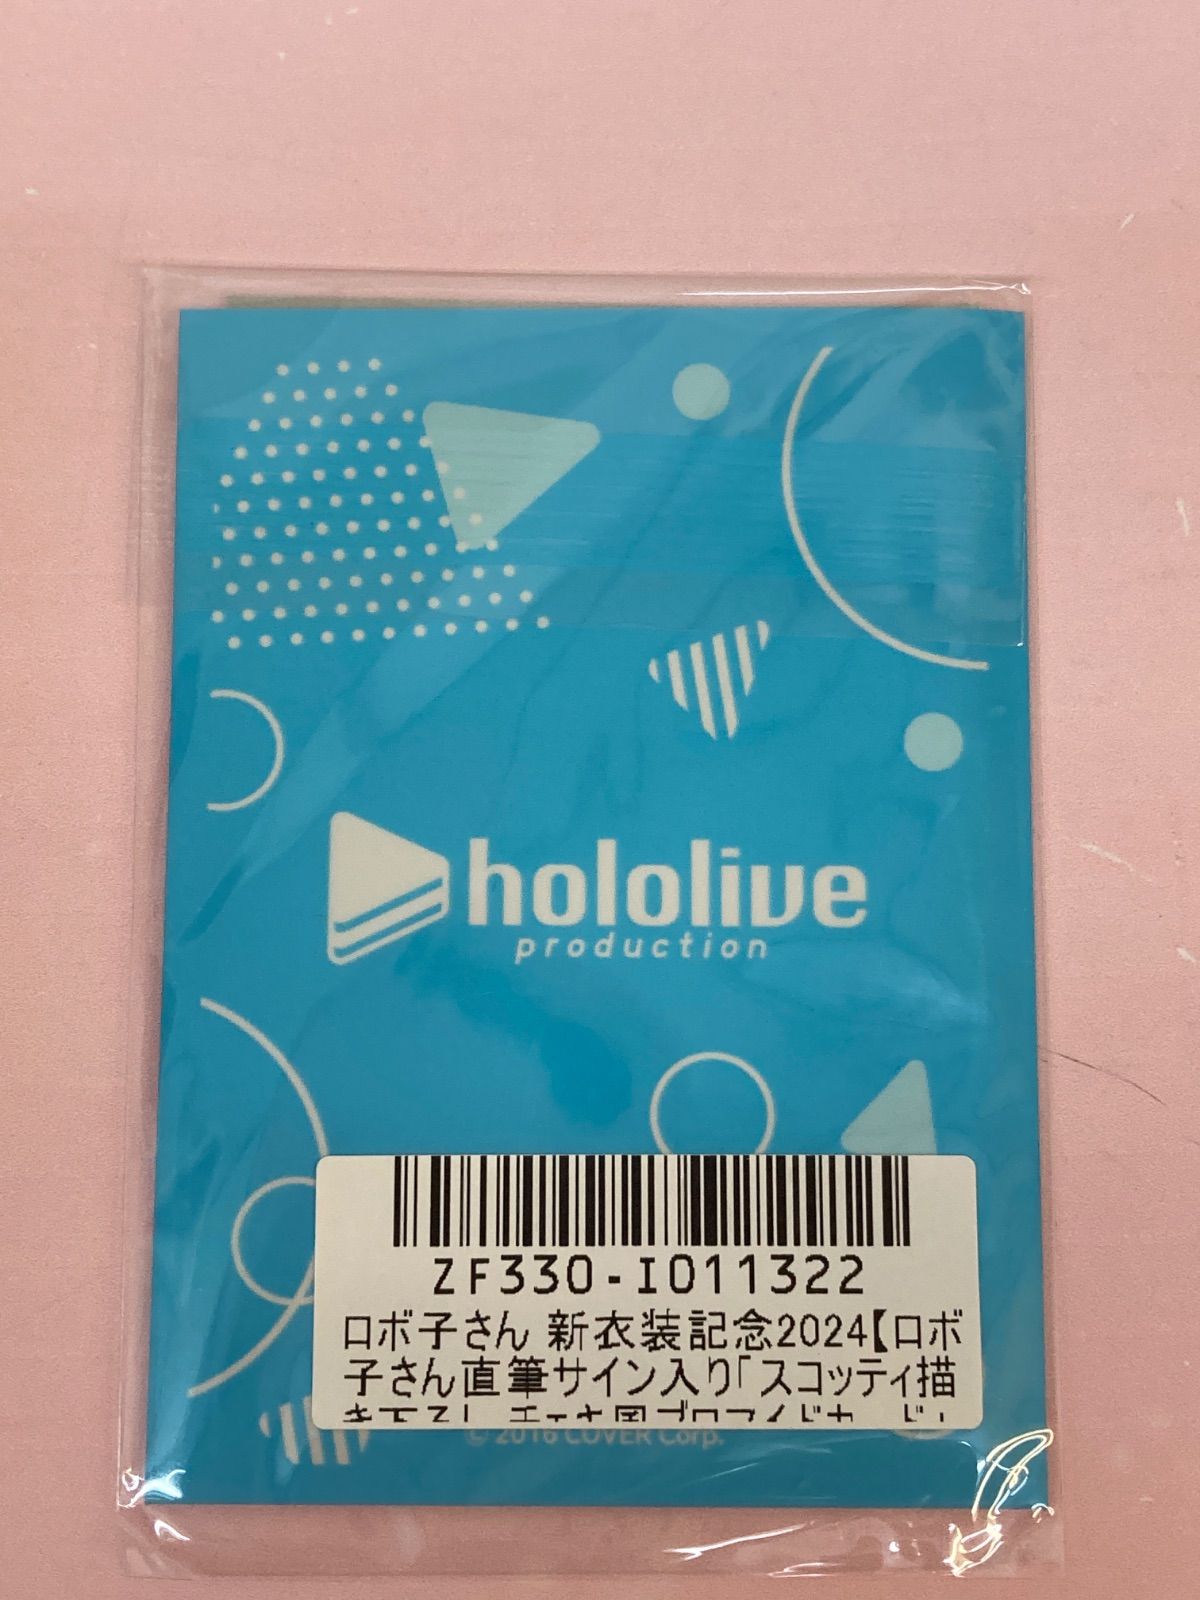 hololive
production
ZF330-I011322
ロボ子さん 新衣装記念2024【ロボ
子さん直筆サイン入り「スコッティ描
© 2016 COVER Corp.